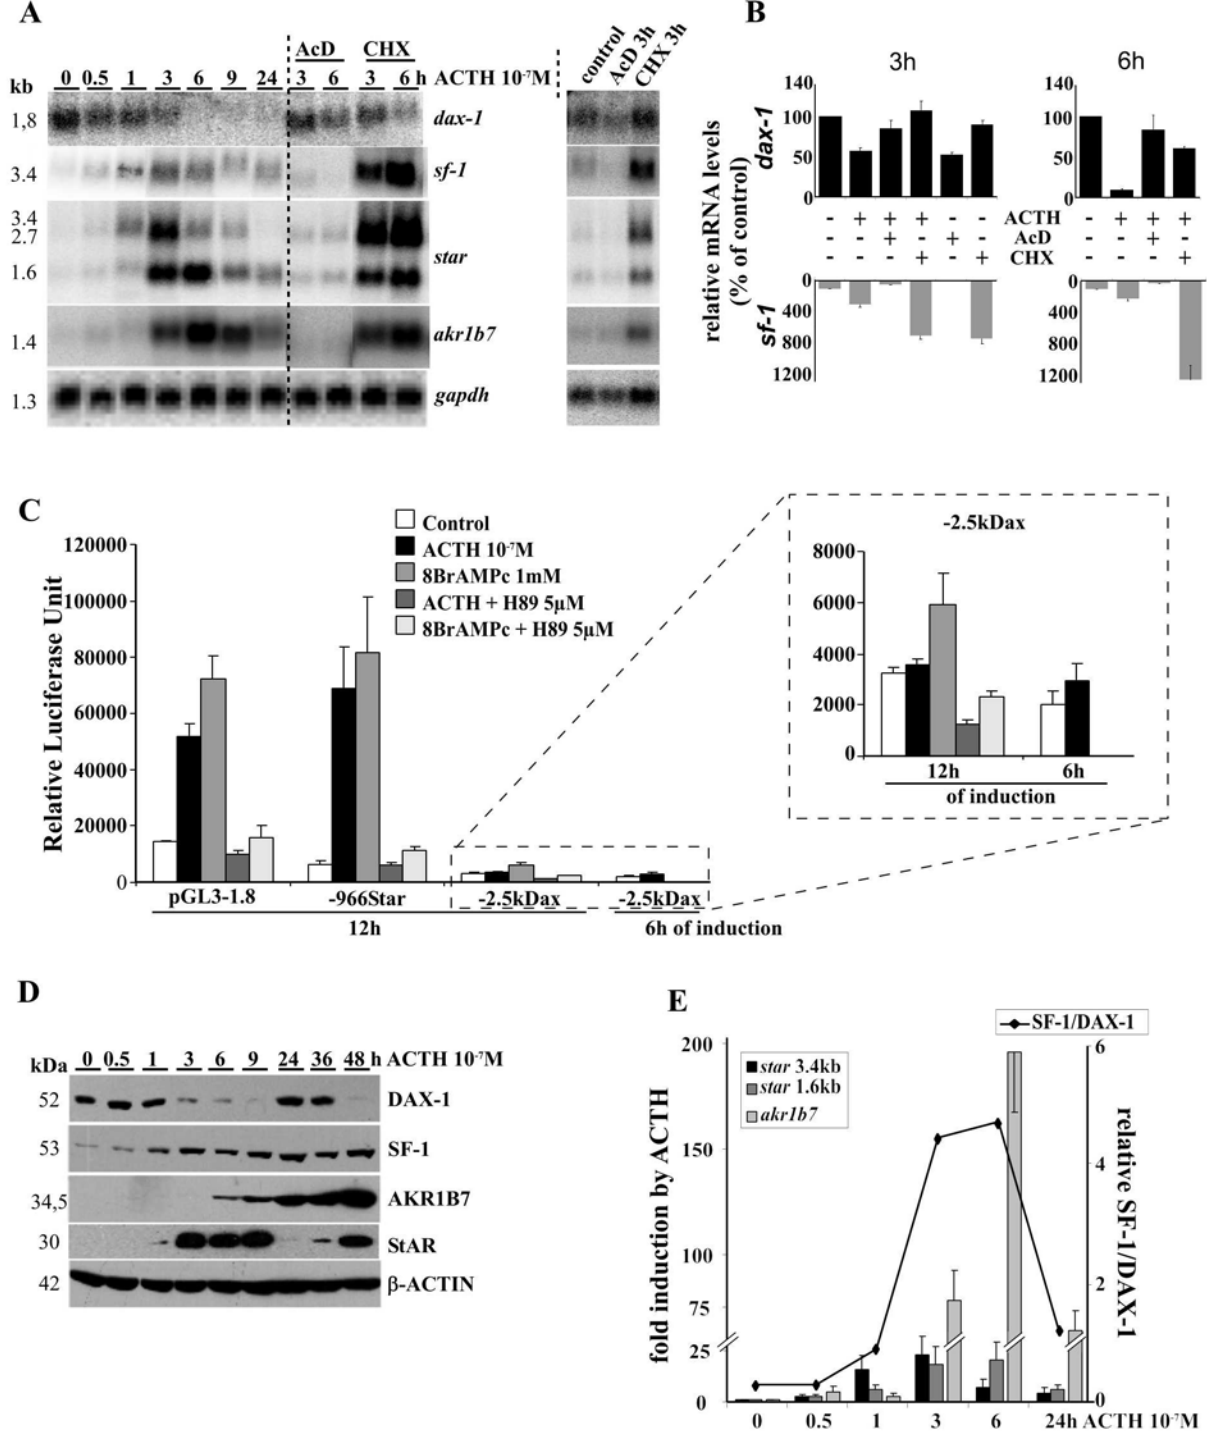 A
AcD CHX
0 0.5 1 3 6 9 24 3 6 3 6 h ACTH 10⁻⁷M
control AcD 3h CHX 3h
kb
1,8 dax-1
3.4 sf-1
3.4
2.7 star
1.6
1.4 akr1b7
1.3 gapdh
B
3h 6h
relative mRNA levels
(% of control)
dax-1
140 140
100 100
50 50
0 0
- + + + - - - + + + ACTH
- - + - + - - - + - AcD
- - - + - + - - - + CHX
sf-1
0 0
400 400
800 800
1200 1200
C
Control
ACTH 10⁻⁷M
8BrAMPc 1mM
ACTH + H89 5µM
8BrAMPc + H89 5µM
Relative Luciferase Unit
120000
100000
80000
60000
40000
20000
0
pGL3-1.8 -966Star -2.5kDax -2.5kDax
12h 6h of induction
-2.5kDax
8000
6000
4000
2000
0
12h 6h
of induction
D
kDa 0 0.5 1 3 6 9 24 36 48 h ACTH 10⁻⁷M
52 DAX-1
53 SF-1
34,5 AKR1B7
30 StAR
42 β-ACTIN
E
SF-1/DAX-1
star 3.4kb
star 1.6kb
akr1b7
fold induction by ACTH
200
150
100
75
25
0
relative SF-1/DAX-1
6
4
2
0
0 0.5 1 3 6 24h ACTH 10⁻⁷M